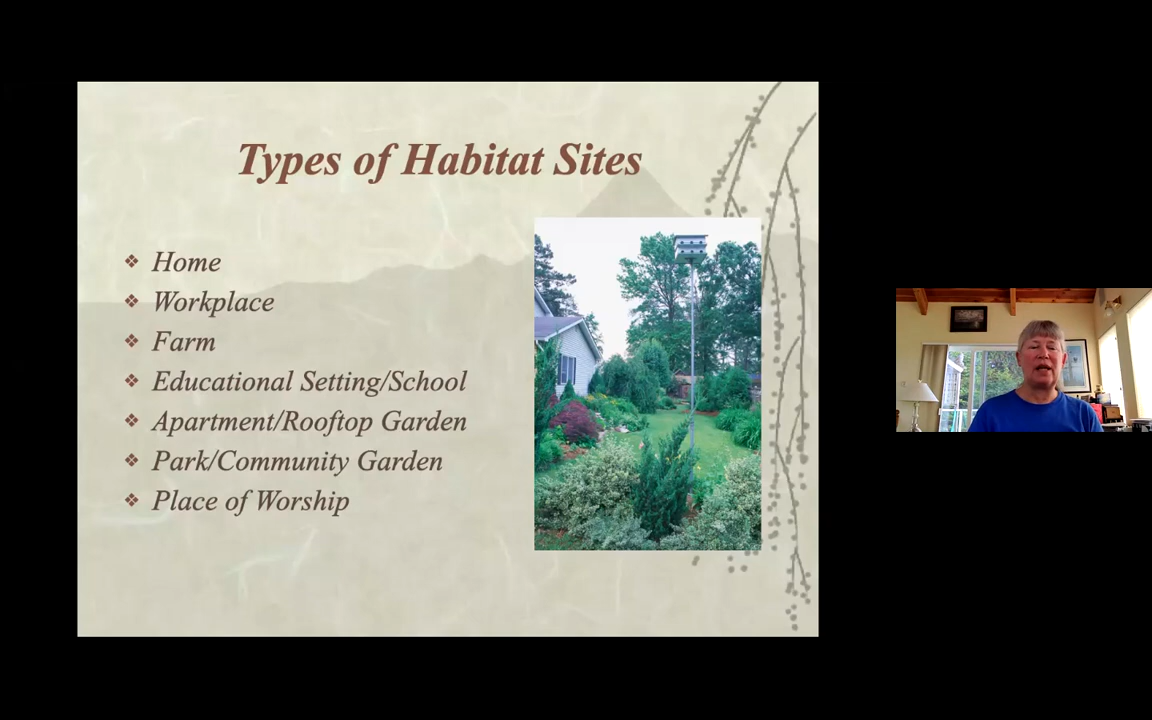 Types of Habitat Sites
❖ Home
❖ Workplace
❖ Farm
❖ Educational Setting/School
❖ Apartment/Rooftop Garden
❖ Park/Community Garden
❖ Place of Worship